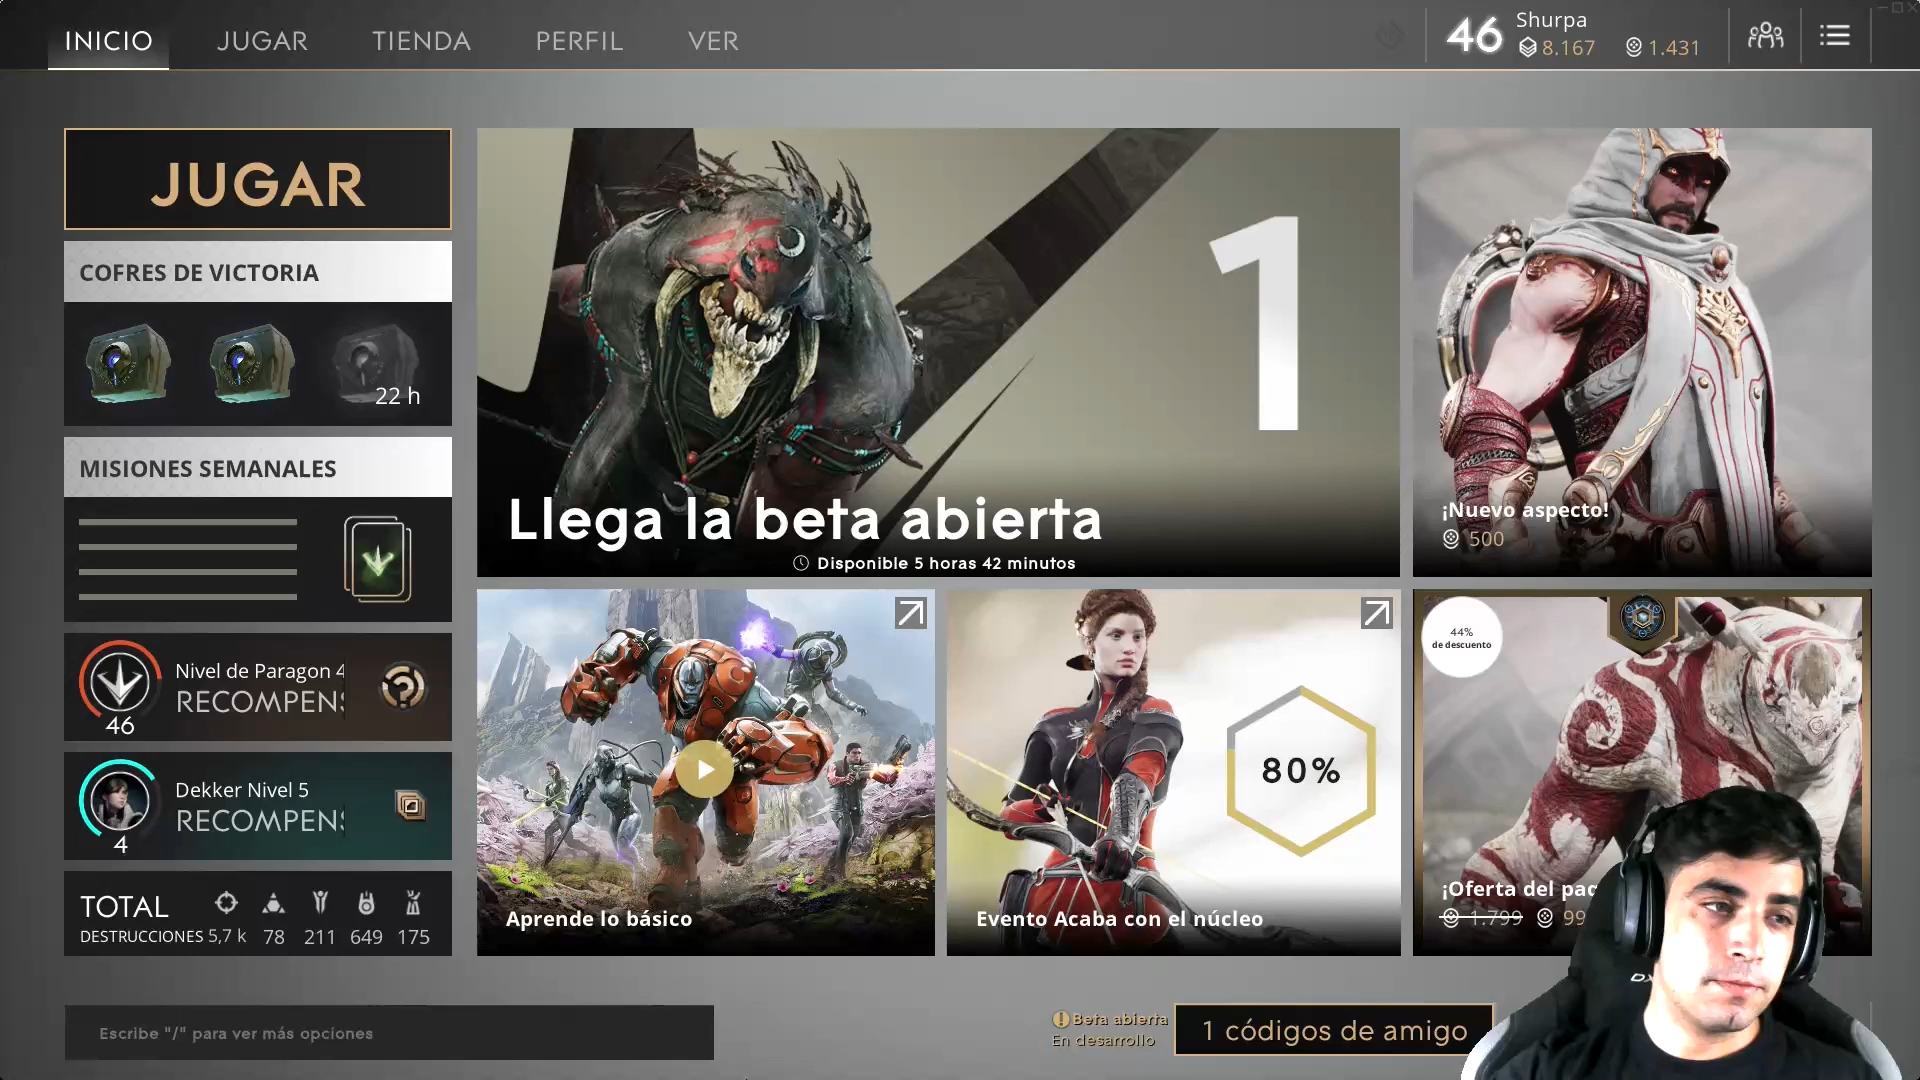 INICIO
JUGAR
TIENDA
PERFIL
VER
46
Shurpa
8.167
1.431
JUGAR
COFRES DE VICTORIA
22 h
MISIONES SEMANALES
Nivel de Paragon 4
RECOMPEN
46
Dekker Nivel 5
RECOMPEN
4
TOTAL
DESTRUCCIONES 5,7 k 78 211 649 175
1
Llega la beta abierta
Disponible 5 horas 42 minutos
¡Nuevo aspecto!
500
Aprende lo básico
80%
Evento Acaba con el núcleo
44%
de descuento
¡Oferta del
1.799 99
Escribe "/" para ver más opciones
Beta abierta
En desarrollo
1 códigos de amigo